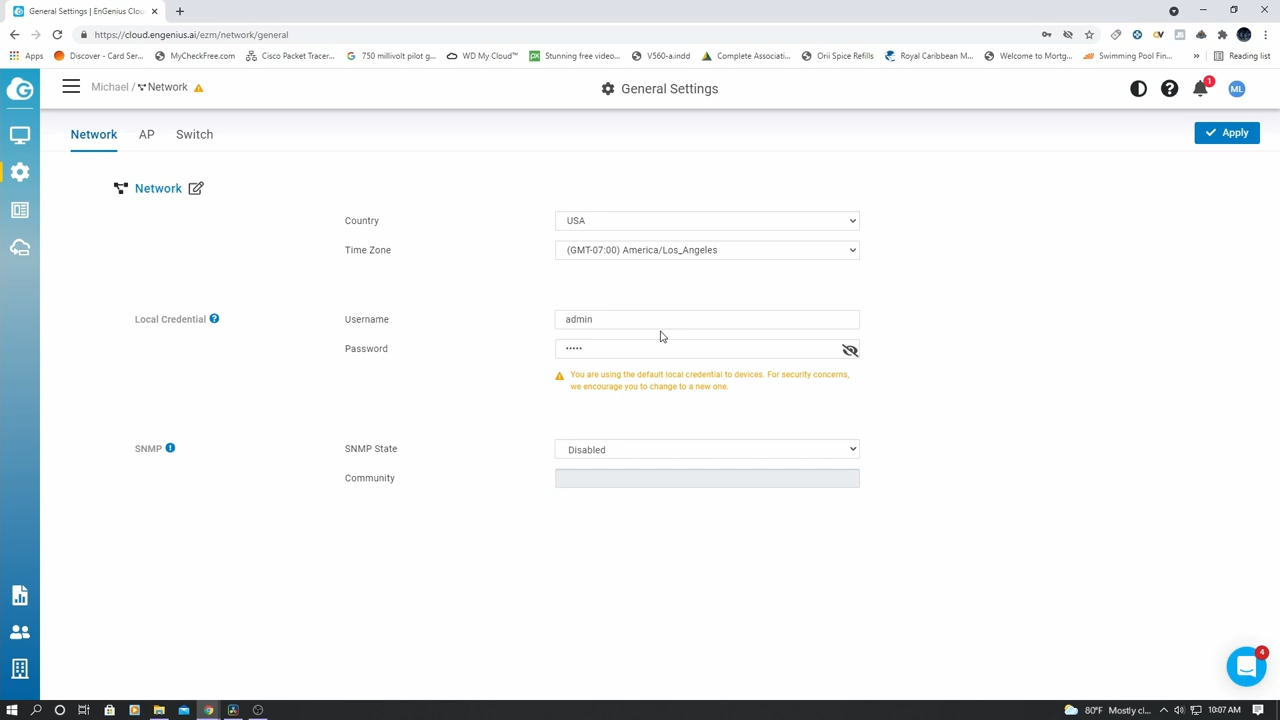 General Settings | EnGenius Clou
https://cloud.engenius.ai/ezm/network/general
Apps
Discover - Card Ser...
MyCheckFree.com
Cisco Packet Tracer...
750 millivolt pilot g...
WD My Cloud™
Stunning free video...
V560-a.indd
Complete Associati...
Orii Spice Refills
Royal Caribbean M...
Welcome to Mortg...
Swimming Pool Fin...
»
Reading list
Michael / Network
General Settings
1
ML
Network
AP
Switch
Apply
Network
Country
USA
Time Zone
(GMT-07:00) America/Los_Angeles
Local Credential
Username
admin
Password
•••••
You are using the default local credential to devices. For security concerns,
we encourage you to change to a new one.
SNMP
SNMP State
Disabled
Community
4
80°F Mostly cl...
10:07 AM